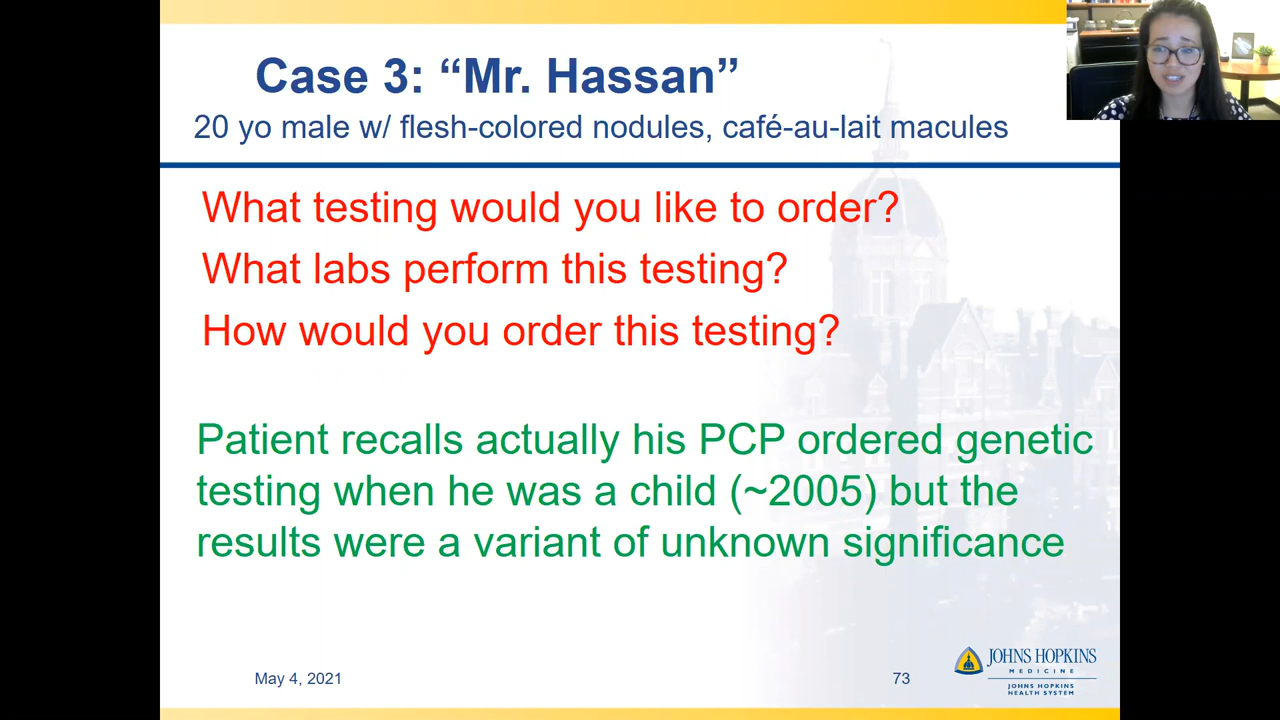 Case 3: “Mr. Hassan”
20 yo male w/ flesh-colored nodules, café-au-lait macules
What testing would you like to order?
What labs perform this testing?
How would you order this testing?
Patient recalls actually his PCP ordered genetic
testing when he was a child (~2005) but the
results were a variant of unknown significance
May 4, 2021
73
JOHNS HOPKINS
MEDICINE
JOHNS HOPKINS
HEALTH SYSTEM